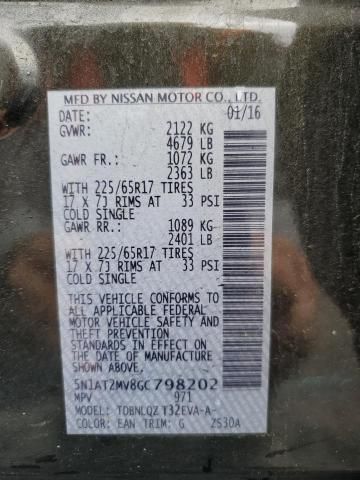 MFD BY NISSAN MOTOR CO., LTD.
DATE: 01/16
GVWR: 2122 KG
4679 LB
GAWR FR.: 1072 KG
2363 LB
WITH 225/65R17 TIRES
17 X 7J RIMS AT 33 PSI
COLD SINGLE
GAWR RR.: 1089 KG
2401 LB
WITH 225/65R17 TIRES
17 X 7J RIMS AT 33 PSI
COLD SINGLE
THIS VEHICLE CONFORMS TO
ALL APPLICABLE FEDERAL
MOTOR VEHICLE SAFETY AND
THEFT PREVENTION
STANDARDS IN EFFECT ON
THE DATE OF MANUFACTURE
SHOWN ABOVE.
5N1AT2MV8GC798202
MPV 971
MODEL: TDBNLQZ T32EVA-A-
COLOR: EAN TRIM: G ZS30A